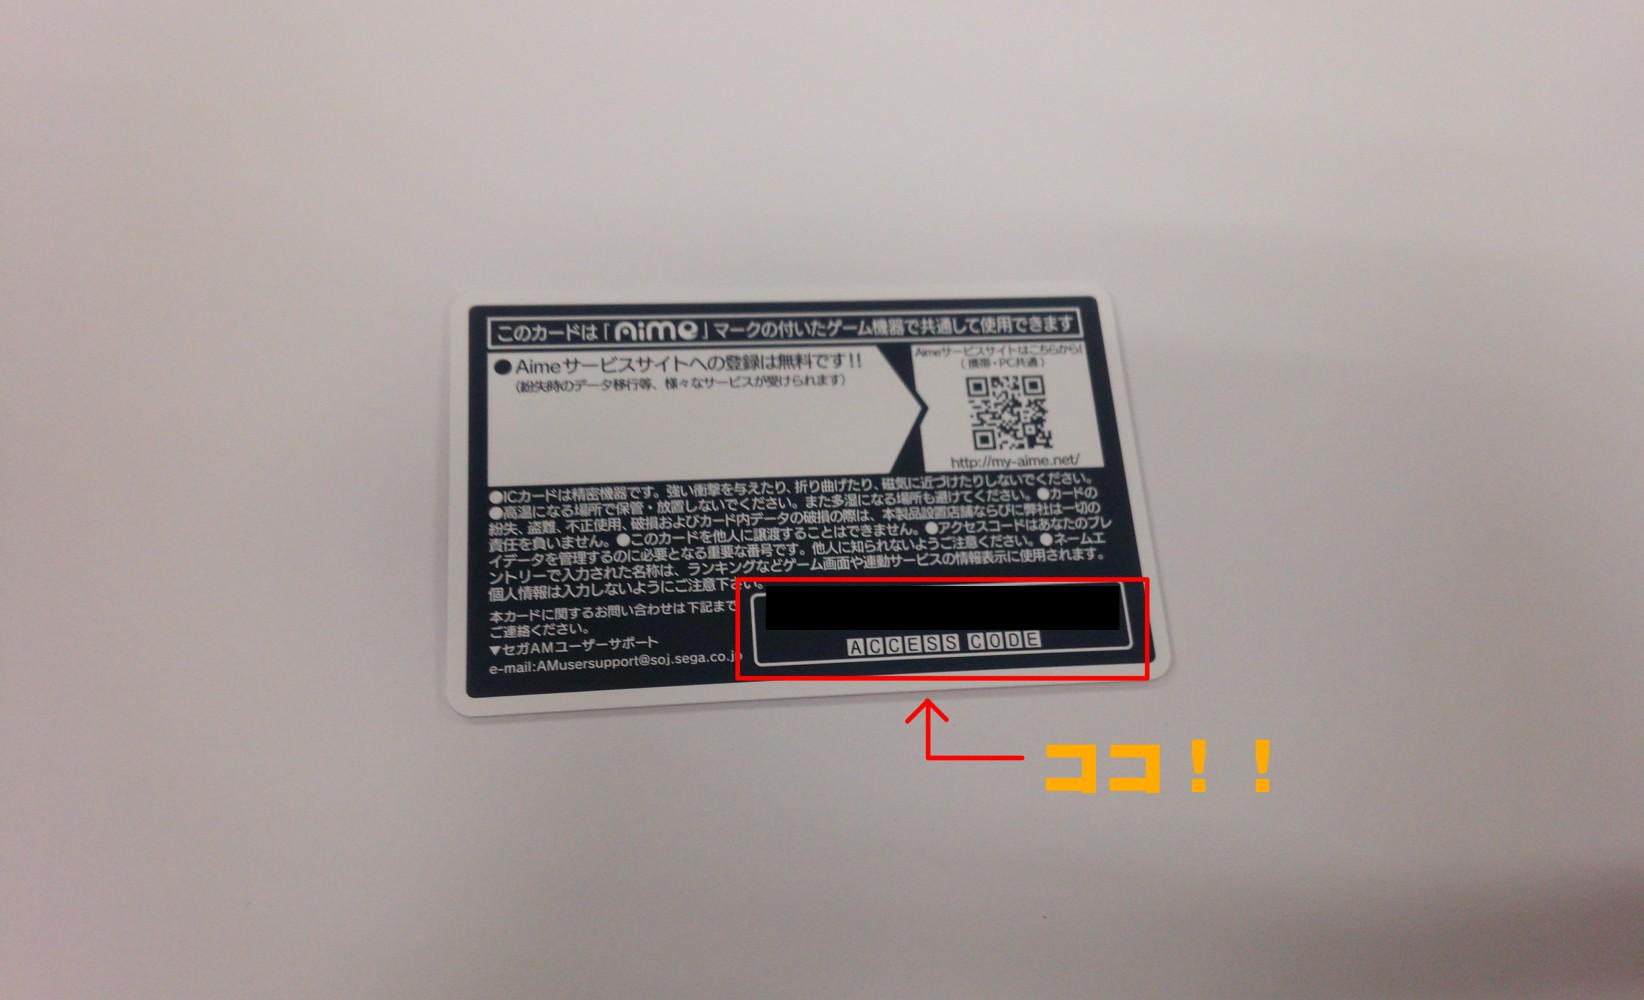 このカードは「Aime」マークの付いたゲーム機器で共通して使用できます
●Aimeサービスサイトへの登録は無料です!!
(紛失時のデータ移行等、様々なサービスが受けられます)
Aimeサービスサイトはこちらから!
(携帯・PC共通)
http://my-aime.net/
●ICカードは精密機器です。強い衝撃を与えたり、折り曲げたり、磁気に近づけたりしないでください。
●高温になる場所で保管・放置しないでください。また多湿になる場所も避けてください。●カードの
紛失、盗難、不正使用、破損およびカード内データの破損の際は、本製品設置店舗ならびに弊社は一切の
責任を負いません。●このカードを他人に譲渡することはできません。●アクセスコードはあなたのプレ
イデータを管理するのに必要となる重要な番号です。他人に知られないようご注意ください。●ネームエ
ントリーで入力された名称は、ランキングなどゲーム画面や連動サービスの情報表示に使用されます。
個人情報は入力しないようにご注意下さい。
本カードに関するお問い合わせは下記まで
ご連絡ください。
▼セガAMユーザーサポート
e-mail:AMusersupport@soj.sega.co.jp
ACCESS CODE
ココ！！